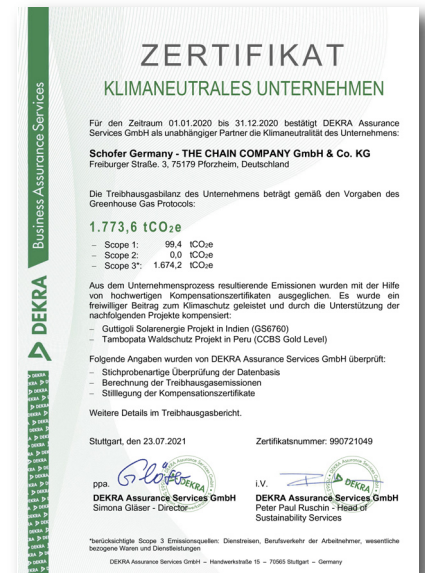 ZERTIFIKAT
KLIMANEUTRALES UNTERNEHMEN
Für den Zeitraum 01.01.2020 bis 31.12.2020 bestätigt DEKRA Assurance
Services GmbH als unabhängiger Partner die Klimaneutralität des Unternehmens:
Schofer Germany - THE CHAIN COMPANY GmbH & Co. KG
Freiburger Straße. 3, 75179 Pforzheim, Deutschland
Die Treibhausgasbilanz des Unternehmens beträgt gemäß den Vorgaben des
Greenhouse Gas Protocols:
1.773,6 tCO₂e
– Scope 1: 99,4 tCO₂e
– Scope 2: 0,0 tCO₂e
– Scope 3*: 1.674,2 tCO₂e
Aus dem Unternehmensprozess resultierende Emissionen wurden mit der Hilfe
von hochwertigen Kompensationszertifikaten ausgeglichen. Es wurde ein
freiwilliger Beitrag zum Klimaschutz geleistet und durch die Unterstützung der
nachfolgenden Projekte kompensiert:
– Guttigoli Solarenergie Projekt in Indien (GS6760)
– Tambopata Waldschutz Projekt in Peru (CCBS Gold Level)
Folgende Angaben wurden von DEKRA Assurance Services GmbH überprüft:
– Stichprobenartige Überprüfung der Datenbasis
– Berechnung der Treibhausgasemissionen
– Stilllegung der Kompensationszertifikate
Weitere Details im Treibhausgasbericht.
Stuttgart, den 23.07.2021 Zertifikatsnummer: 990721049
ppa. i.V.
DEKRA Assurance Services GmbH DEKRA Assurance Services GmbH
Simona Gläser - Director Peter Paul Ruschin - Head of
Sustainability Services
*berücksichtigte Scope 3 Emissionsquellen: Dienstreisen, Berufsverkehr der Arbeitnehmer, wesentliche
bezogene Waren und Dienstleistungen
DEKRA Assurance Services GmbH – Handwerkstraße 15 – 70565 Stuttgart – Germany
Business Assurance Services
DEKRA